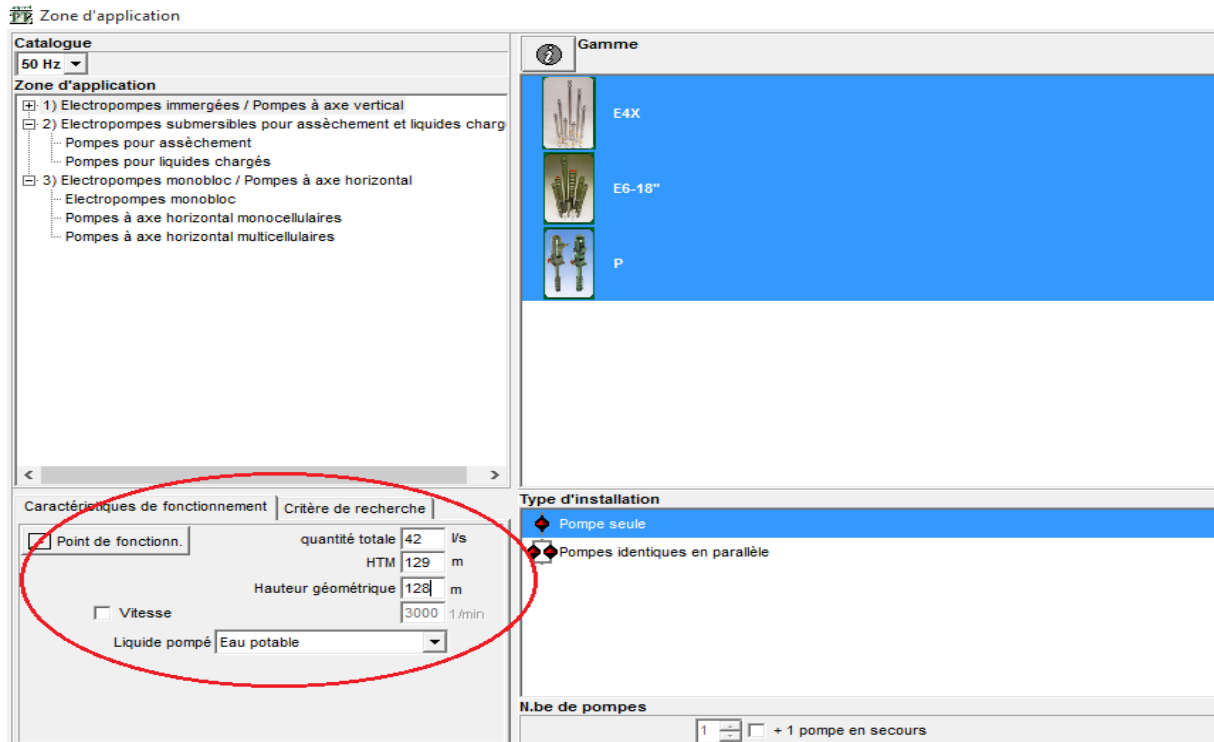 Zone d'application
Catalogue
50 Hz
Zone d'application
1) Electropompes immergées / Pompes à axe vertical
2) Electropompes submersibles pour assèchement et liquides charg
Pompes pour assèchement
Pompes pour liquides chargés
3) Electropompes monobloc / Pompes à axe horizontal
Electropompes monobloc
Pompes à axe horizontal monocellulaires
Pompes à axe horizontal multicellulaires
Gamme
E4X
E6-18"
P
Caractéristiques de fonctionnement
Critère de recherche
Point de fonctionn.
quantité totale 42 l/s
HTM 129 m
Hauteur géométrique 128 m
Vitesse 3000 1/min
Liquide pompé Eau potable
Type d'installation
Pompe seule
Pompes identiques en parallèle
N.be de pompes
1 + 1 pompe en secours